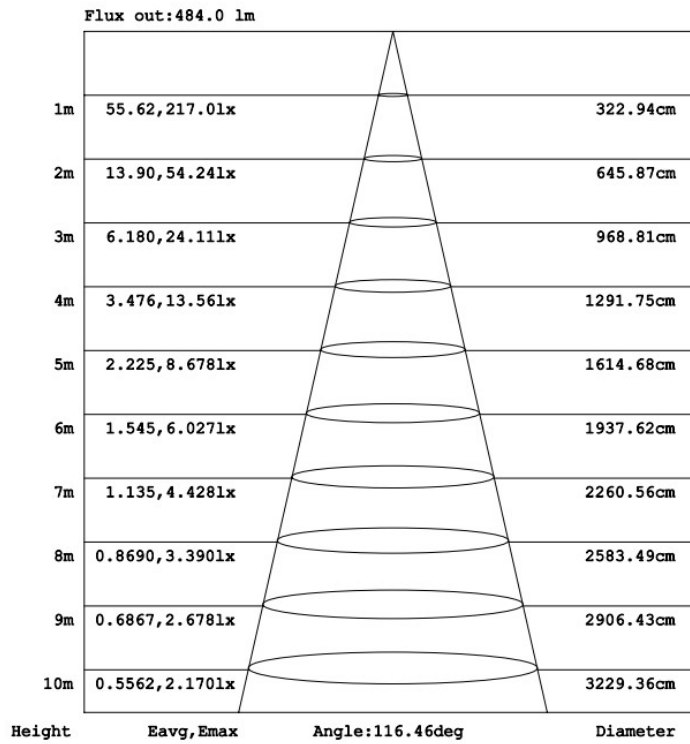 Flux out:484.0 lm
1m 55.62,217.0lx 322.94cm
2m 13.90,54.24lx 645.87cm
3m 6.180,24.11lx 968.81cm
4m 3.476,13.56lx 1291.75cm
5m 2.225,8.678lx 1614.68cm
6m 1.545,6.027lx 1937.62cm
7m 1.135,4.428lx 2260.56cm
8m 0.8690,3.390lx 2583.49cm
9m 0.6867,2.678lx 2906.43cm
10m 0.5562,2.170lx 3229.36cm
Height Eavg,Emax Angle:116.46deg Diameter